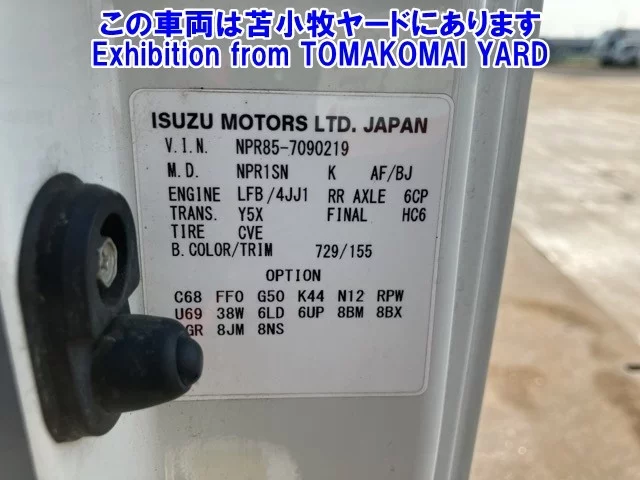 この車両は苫小牧ヤードにあります
Exhibition from TOMAKOMAI YARD
ISUZU MOTORS LTD. JAPAN
V.I.N. NPR85-7090219
M.D. NPR1SN K AF/BJ
ENGINE LFB/4JJ1 RR AXLE 6CP
TRANS. Y5X FINAL HC6
TIRE CVE
B.COLOR/TRIM 729/155
OPTION
C68 FF0 G50 K44 N12 RPW
U69 38W 6LD 6UP 8BM 8BX
8JM 8NS